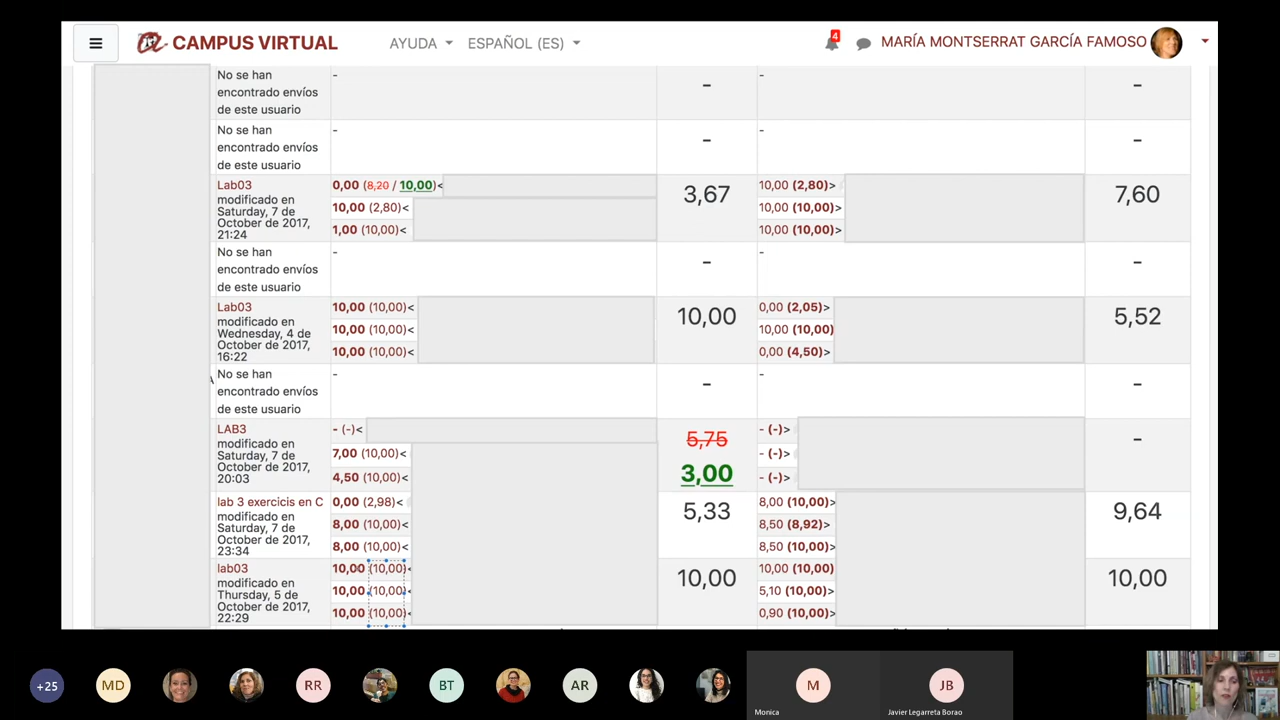 CAMPUS VIRTUAL AYUDA ESPAÑOL (ES) 4 MARÍA MONTSERRAT GARCÍA FAMOSO
No se han
encontrado envíos
de este usuario
- - - -
No se han
encontrado envíos
de este usuario
- - - -
Lab03
modificado en
Saturday, 7 de
October de 2017,
21:24
0,00 (8,20 / 10,00)<
10,00 (2,80)<
1,00 (10,00)<
3,67
10,00 (2,80)>
10,00 (10,00)>
10,00 (10,00)>
7,60
No se han
encontrado envíos
de este usuario
- - - -
Lab03
modificado en
Wednesday, 4 de
October de 2017,
16:22
10,00 (10,00)<
10,00 (10,00)<
10,00 (10,00)<
10,00
0,00 (2,05)>
10,00 (10,00)
0,00 (4,50)>
5,52
No se han
encontrado envíos
de este usuario
- - - -
LAB3
modificado en
Saturday, 7 de
October de 2017,
20:03
- (-)<
7,00 (10,00)<
4,50 (10,00)<
5,75
3,00
- (-)>
- (-)>
- (-)>
-
lab 3 exercicis en C
modificado en
Saturday, 7 de
October de 2017,
23:34
0,00 (2,98)<
8,00 (10,00)<
8,00 (10,00)<
5,33
8,00 (10,00)>
8,50 (8,92)>
8,50 (10,00)>
9,64
lab03
modificado en
Thursday, 5 de
October de 2017,
22:29
10,00 (10,00)<
10,00 (10,00)<
10,00 (10,00)<
10,00
10,00 (10,00)
5,10 (10,00)>
0,90 (10,00)>
10,00
+25 MD RR BT AR M JB
Monica Javier Legarreta Borao